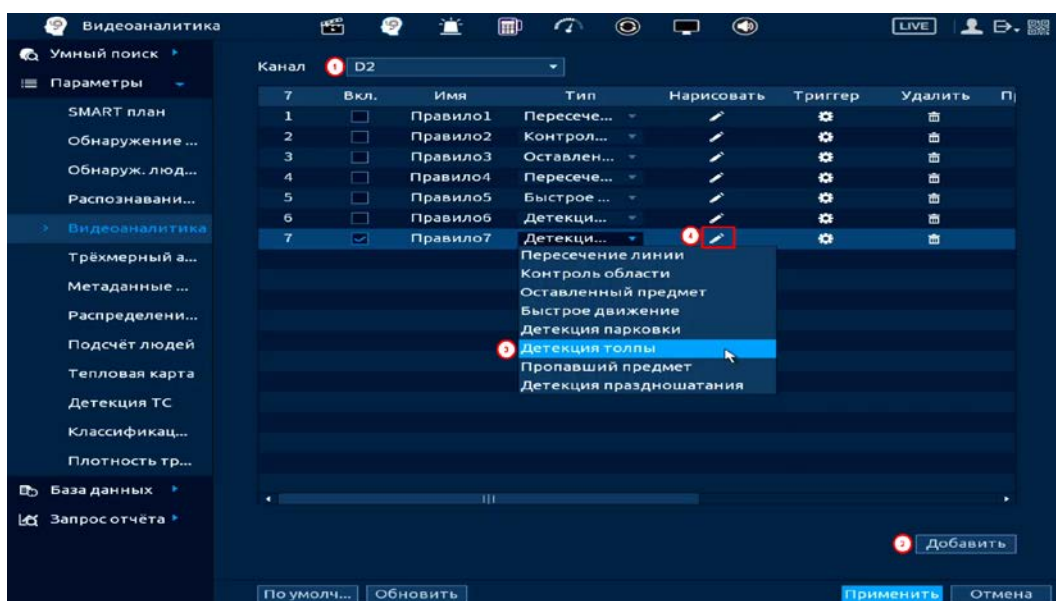 Видеоаналитика
LIVE
Умный поиск
Параметры
SMART план
Обнаружение ...
Обнаруж. люд...
Распознавани...
Видеоаналитика
Трёхмерный а...
Метаданные ...
Распределени...
Подсчёт людей
Тепловая карта
Детекция ТС
Классификац...
Плотность тр...
База данных
Запрос отчёта
Канал 1 D2
7 Вкл. Имя Тип Нарисовать Триггер Удалить
1 Правило1 Пересече...
2 Правило2 Контрол...
3 Правило3 Оставлен...
4 Правило4 Пересече...
5 Правило5 Быстрое ...
6 Правило6 Детекци...
7 Правило7 Детекци... 4
Пересечение линии
Контроль области
Оставленный предмет
Быстрое движение
Детекция парковки
3 Детекция толпы
Пропавший предмет
Детекция праздношатания
2 Добавить
По умолч... Обновить Применить Отмена